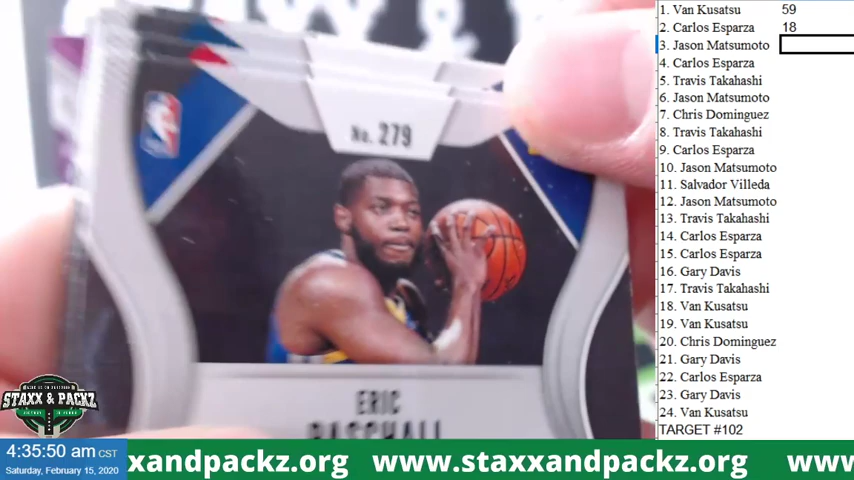 No. 279
ERIC
PASCHALL
1. Van Kusatsu 59
2. Carlos Esparza 18
3. Jason Matsumoto
4. Carlos Esparza
5. Travis Takahashi
6. Jason Matsumoto
7. Chris Dominguez
8. Travis Takahashi
9. Carlos Esparza
10. Jason Matsumoto
11. Salvador Villeda
12. Jason Matsumoto
13. Travis Takahashi
14. Carlos Esparza
15. Carlos Esparza
16. Gary Davis
17. Travis Takahashi
18. Van Kusatsu
19. Van Kusatsu
20. Chris Dominguez
21. Gary Davis
22. Carlos Esparza
23. Gary Davis
24. Van Kusatsu
TARGET #102
STAXX & PACKZ
4:35:50 am CST
Saturday, February 15, 2020
xandpackz.org www.staxxandpackz.org www